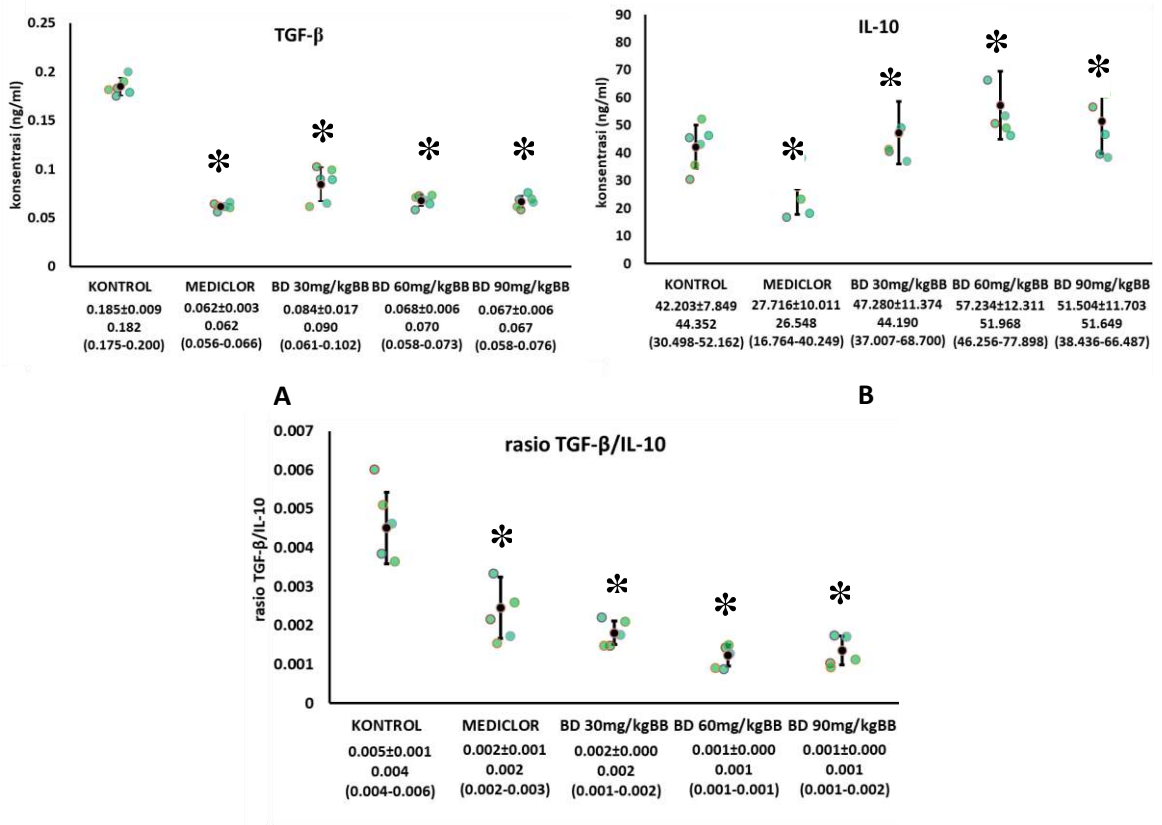 TGF-β
konsentrasi (ng/ml)
0.25
0.2
0.15
0.1
0.05
0
* * * *
KONTROL MEDICLOR BD 30mg/kgBB BD 60mg/kgBB BD 90mg/kgBB
0.185±0.009 0.062±0.003 0.084±0.017 0.068±0.006 0.067±0.006
0.182 0.062 0.090 0.070 0.067
(0.175-0.200) (0.056-0.066) (0.061-0.102) (0.058-0.073) (0.058-0.076)
A
IL-10
konsentrasi (ng/ml)
90
80
70
60
50
40
30
20
10
0
* * * *
KONTROL MEDICLOR BD 30mg/kgBB BD 60mg/kgBB BD 90mg/kgBB
42.203±7.849 27.716±10.011 47.280±11.374 57.234±12.311 51.504±11.703
44.352 26.548 44.190 51.968 51.649
(30.498-52.162) (16.764-40.249) (37.007-68.700) (46.256-77.898) (38.436-66.487)
B
rasio TGF-β/IL-10
rasio TGF-β/IL-10
0.007
0.006
0.005
0.004
0.003
0.002
0.001
0
* * * *
KONTROL MEDICLOR BD 30mg/kgBB BD 60mg/kgBB BD 90mg/kgBB
0.005±0.001 0.002±0.001 0.002±0.000 0.001±0.000 0.001±0.000
0.004 0.002 0.002 0.001 0.001
(0.004-0.006) (0.002-0.003) (0.001-0.002) (0.001-0.001) (0.001-0.002)